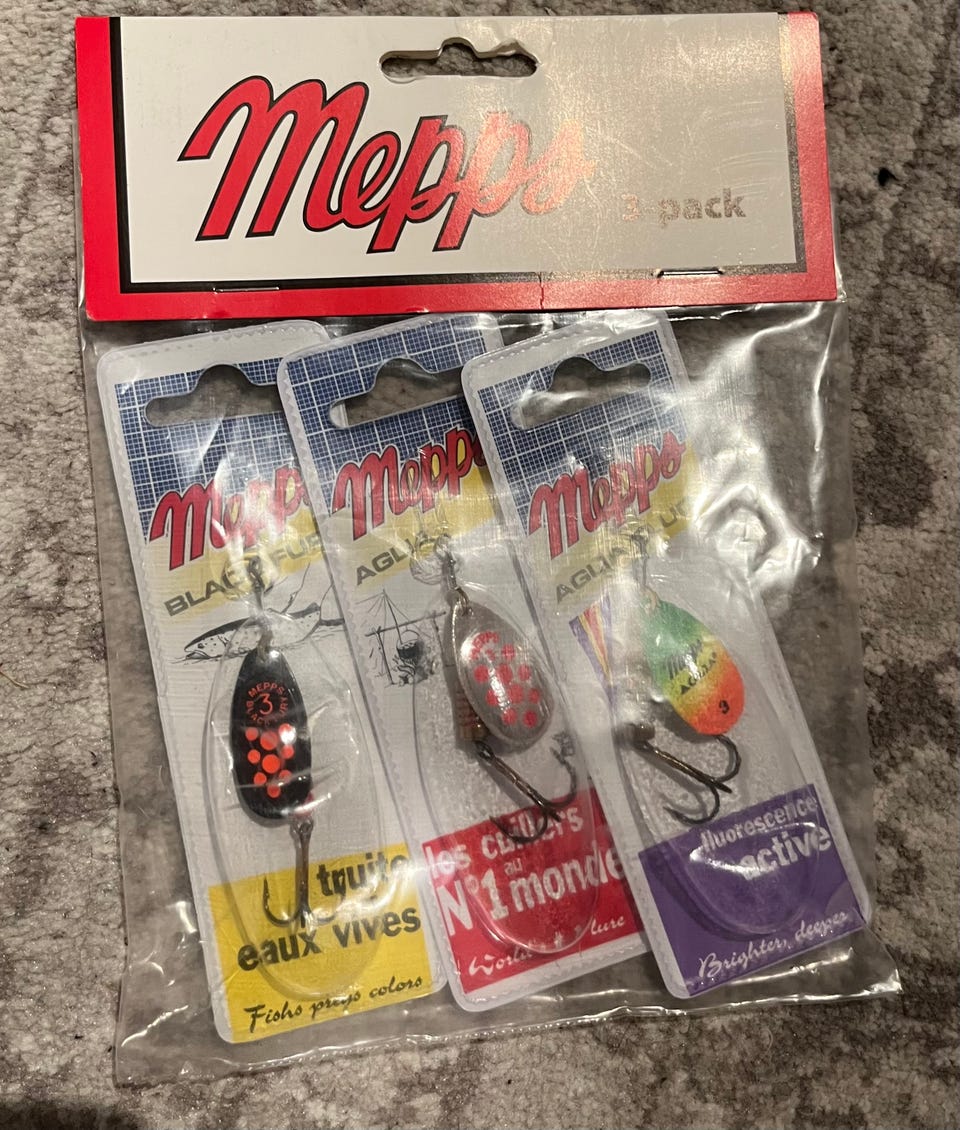 Mepps
3-pack
Mepps
BLACK FURY
MEPPS
3
truite
eaux vives
Fishs preys colors
Mepps
AGLIA
MEPPS
les cuillers
au
N°1 monde
Mepps
AGLIA
3
fluorescence
active
Brighter, deeper